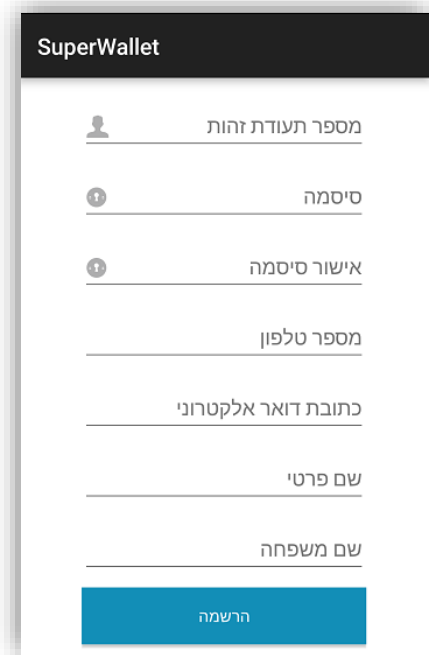 SuperWallet
מספר תעודת זהות
סיסמה
אישור סיסמה
מספר טלפון
כתובת דואר אלקטרוני
שם פרטי
שם משפחה
הרשמה